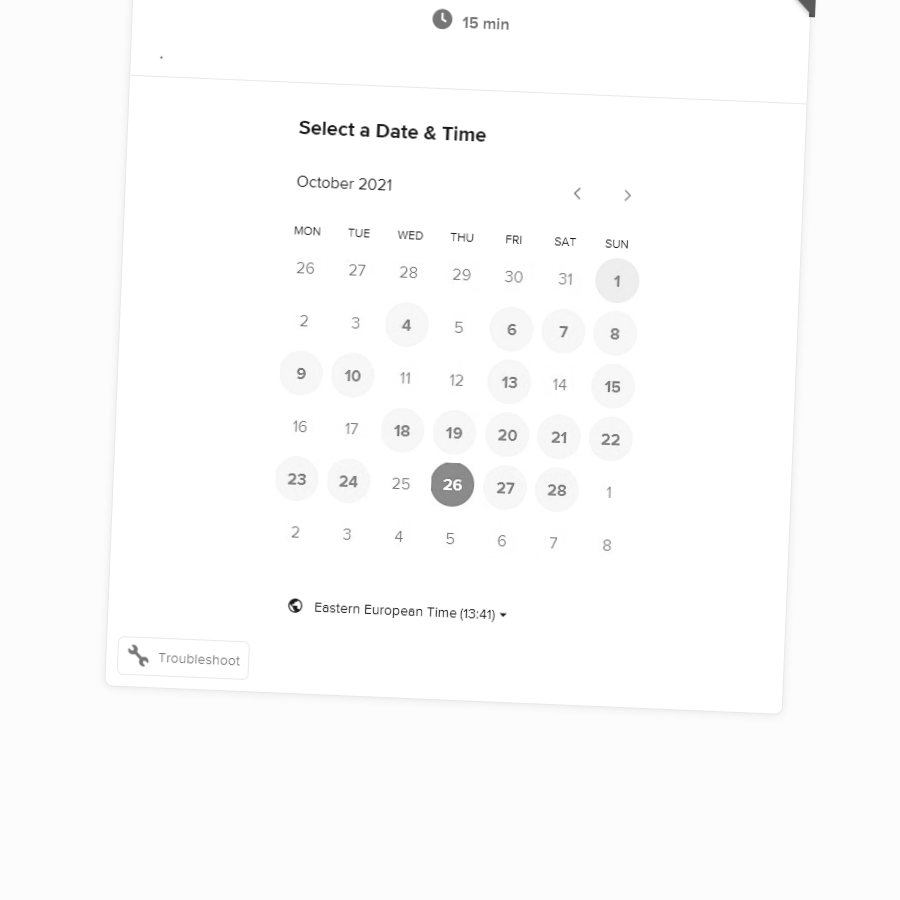 15 min
.
Select a Date & Time
October 2021
MON TUE WED THU FRI SAT SUN
26 27 28 29 30 31 1
2 3 4 5 6 7 8
9 10 11 12 13 14 15
16 17 18 19 20 21 22
23 24 25 26 27 28 1
2 3 4 5 6 7 8
Eastern European Time (13:41)
Troubleshoot